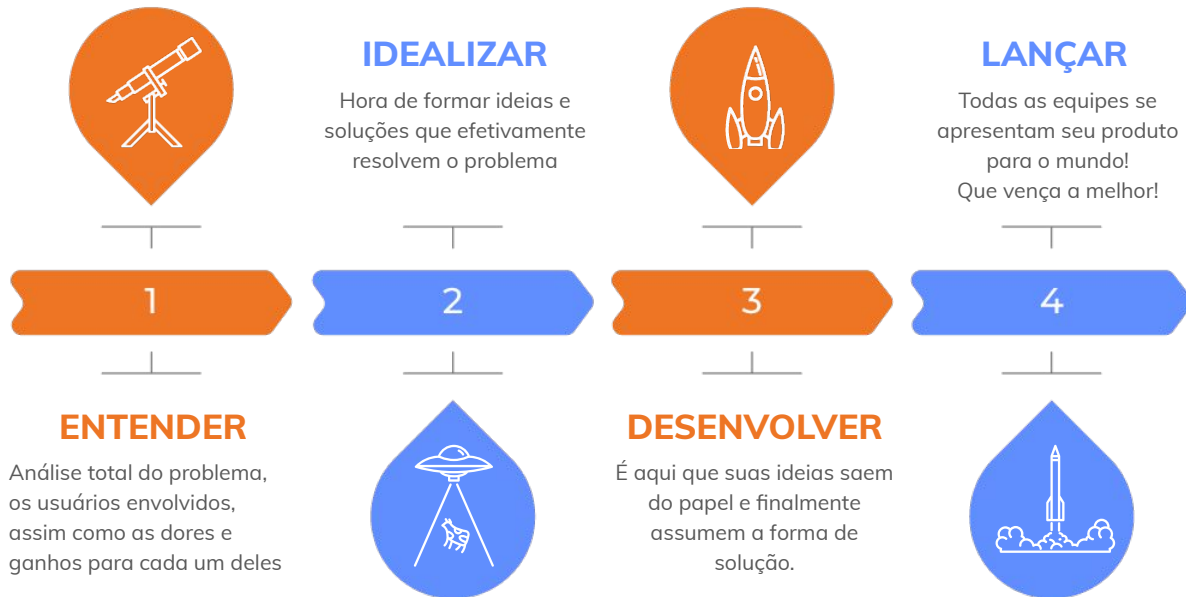 IDEALIZAR
Hora de formar ideias e
soluções que efetivamente
resolvem o problema
LANÇAR
Todas as equipes se
apresentam seu produto
para o mundo!
Que vença a melhor!
1
2
3
4
ENTENDER
Análise total do problema,
os usuários envolvidos,
assim como as dores e
ganhos para cada um deles
DESENVOLVER
É aqui que suas ideias saem
do papel e finalmente
assumem a forma de
solução.